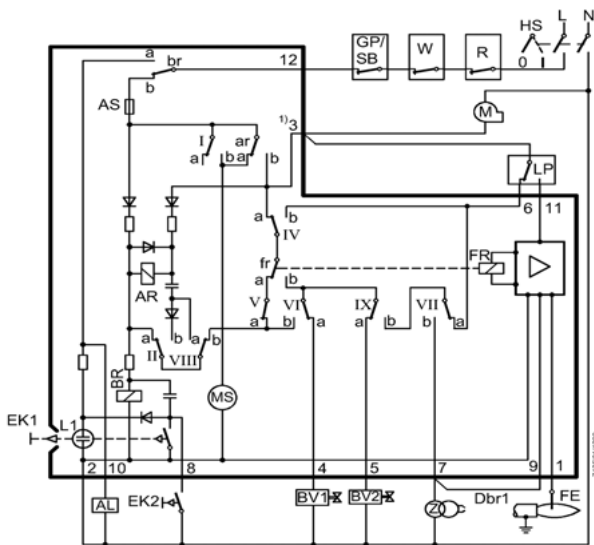 HS
L
N
a
br
12
GP/
SB
W
R
0
I
b
AS
M
1)
3
I
ar
a
b
a
b
LP
6
11
a
b
IV
fr
FR
AR
a
b
V
VI
IX
VII
a
b
a
b
b
a
b
a
b
a
b
a
II
VIII
BR
MS
EK1
L1
2
10
8
4
5
7
9
1
AL
EK2
BV1
BV2
Z
Dbr1
FE